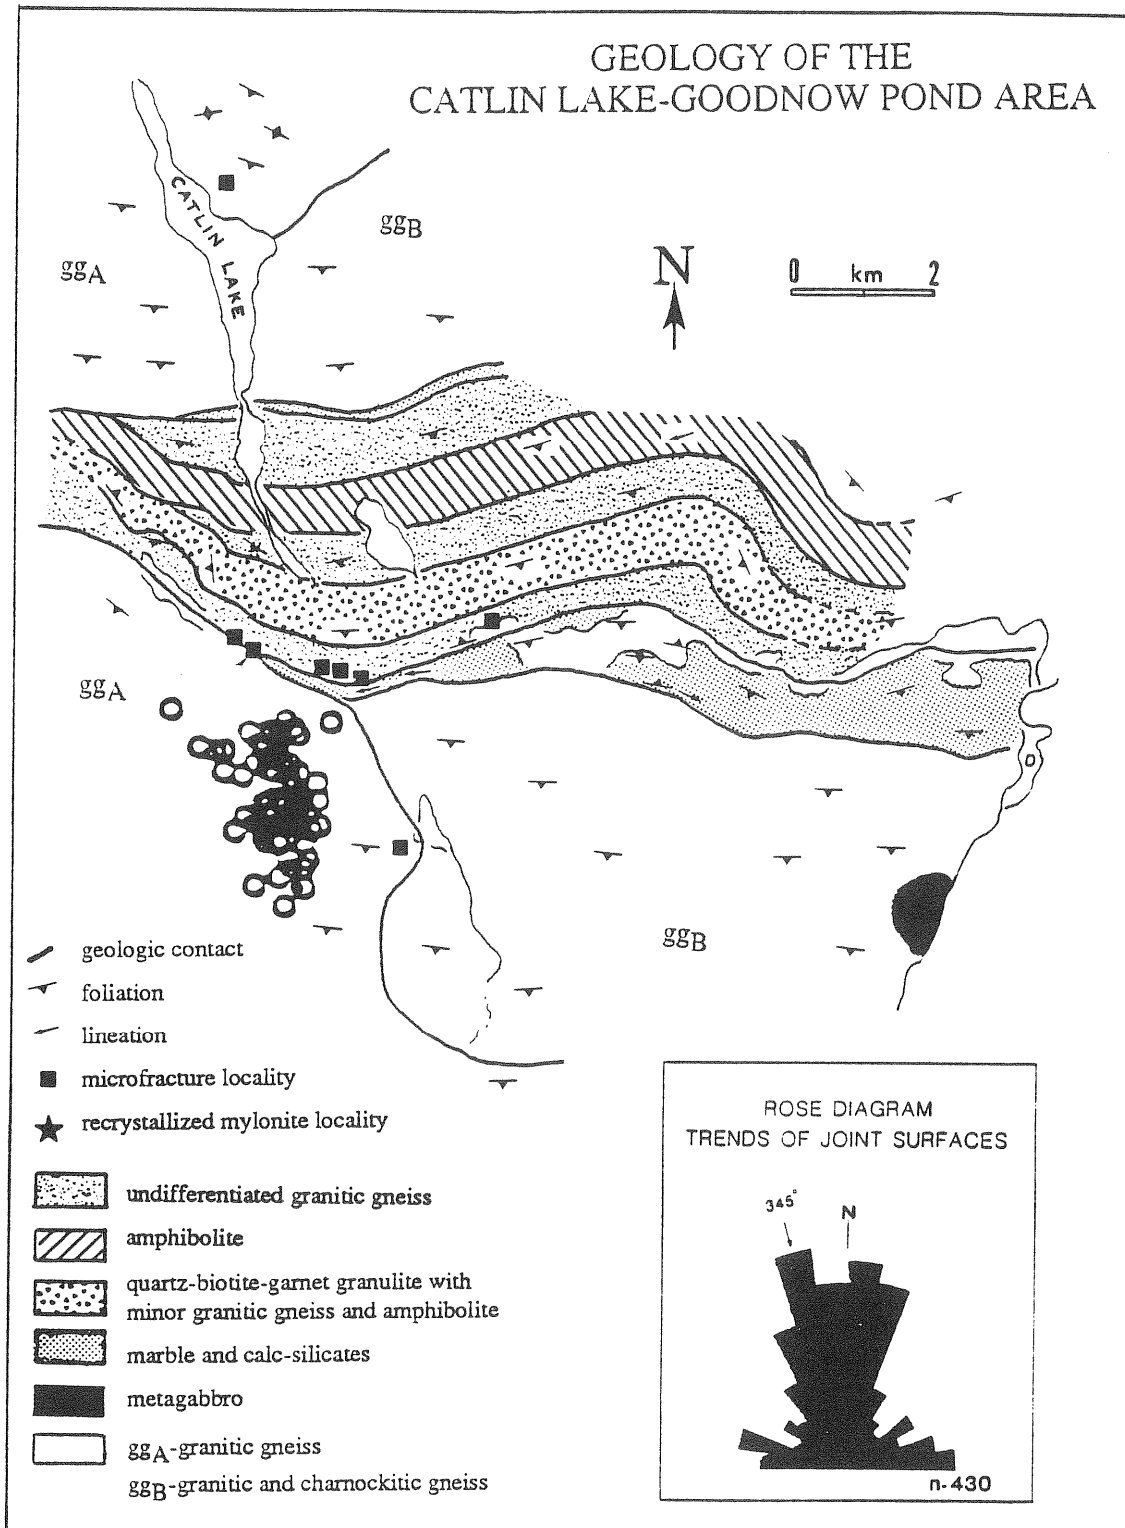 GEOLOGY OF THE
CATLIN LAKE-GOODNOW POND AREA
CATLIN LAKE
ggB
ggA
N
0 km 2
ggA
ggB
geologic contact
foliation
lineation
microfracture locality
recrystallized mylonite locality
undifferentiated granitic gneiss
amphibolite
quartz-biotite-garnet granulite with
minor granitic gneiss and amphibolite
marble and calc-silicates
metagabbro
ggA-granitic gneiss
ggB-granitic and charnockitic gneiss
ROSE DIAGRAM
TRENDS OF JOINT SURFACES
345°
N
n-430